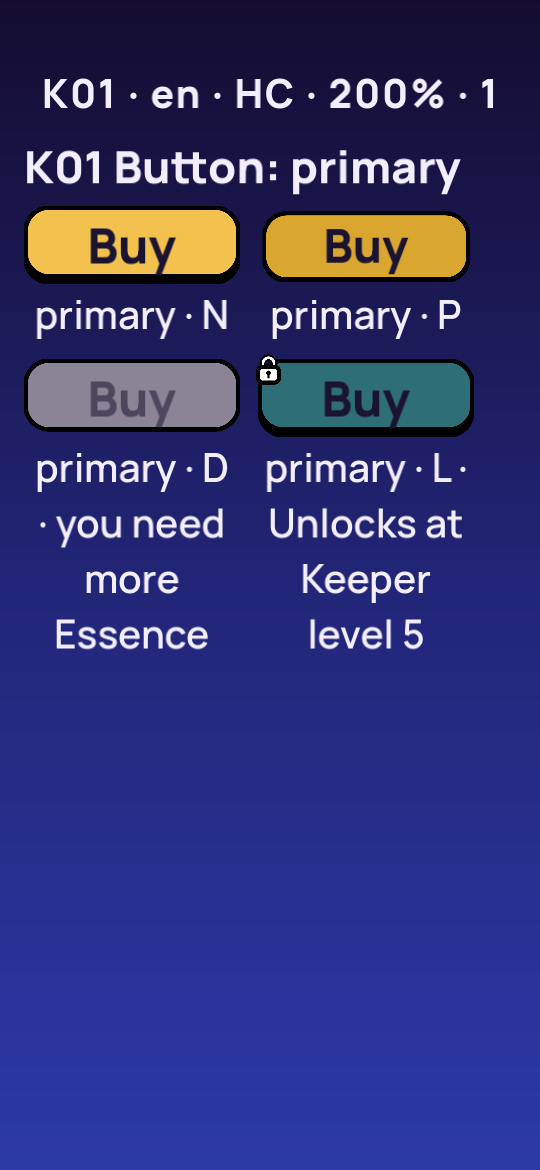 K01 · en · HC · 200% · 1
K01 Button: primary
Buy
Buy
primary · N
primary · P
Buy
Buy
primary · D
· you need
more
Essence
primary · L ·
Unlocks at
Keeper
level 5